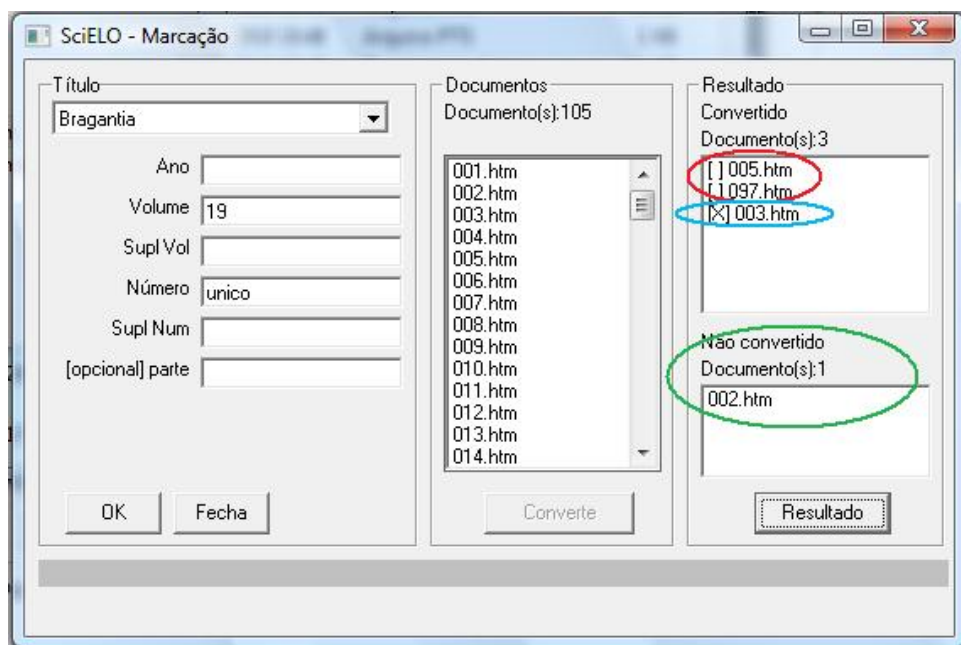 SciELO - Marcação
Título
Bragantia
Ano
Volume 19
Supl Vol
Número unico
Supl Num
[opcional] parte
OK Fecha
Documentos
Documento(s):105
001.htm
002.htm
003.htm
004.htm
005.htm
006.htm
007.htm
008.htm
009.htm
010.htm
011.htm
012.htm
013.htm
014.htm
Converte
Resultado
Convertido
Documento(s):3
[ ] 005.htm
[ ] 097.htm
[X] 003.htm
Não convertido
Documento(s):1
002.htm
Resultado